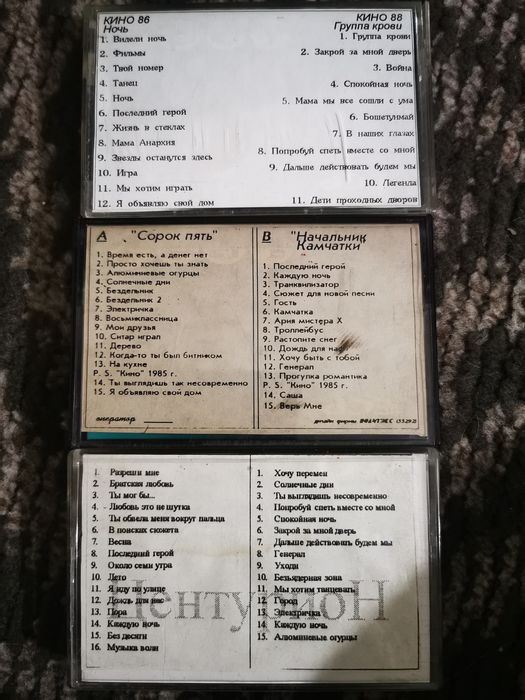 КИНО 86
Ночь
1. Видели ночь
2. Фильмы
3. Твой номер
4. Танец
5. Ночь
6. Последний герой
7. Жизнь в стеклах
8. Мама Анархия
9. Звезды останутся здесь
10. Игра
11. Мы хотим играть
12. Я объявляю свой дом
КИНО 88
Группа крови
1. Группа крови
2. Закрой за мной дверь
3. Война
4. Спокойная ночь
5. Мама мы все сошли с ума
6. Бошетунмай
7. В наших глазах
8. Попробуй спеть вместе со мной
9. Дальше действовать будем мы
10. Легенда
11. Дети проходных дворов
A "Сорок пять"
1. Время есть, а денег нет
2. Просто хочешь ты знать
3. Алюминиевые огурцы
4. Солнечные дни
5. Бездельник
6. Бездельник 2
7. Электричка
8. Восьмиклассница
9. Мои друзья
10. Ситар играл
11. Дерево
12. Когда-то ты был битником
13. На кухне
P. S. "Кино" 1985 г.
14. Ты выглядишь так несовременно
15. Я объявляю свой дом
оператор
B "Начальник
Камчатки"
1. Последний герой
2. Каждую ночь
3. Транквилизатор
4. Сюжет для новой песни
5. Гость
6. Камчатка
7. Ария мистера X
8. Троллейбус
9. Растопите снег
10. Дождь для нас
11. Хочу быть с тобой
12. Генерал
13. Прогулка романтика
P. S. "Кино" 1985 г.
14. Саша
15. Верь Мне
дизайн фирмы
1. Разреши мне
2. Братская любовь
3. Ты мог бы...
4. Любовь это не шутка
5. Ты обвела меня вокруг пальца
6. В поисках сюжета
7. Весна
8. Последний герой
9. Около семи утра
10. Лето
11. Я иду по улице
12. Дождь для нас
13. Пора
14. Каждую ночь
15. Без десяти
16. Музыка волн
1. Хочу перемен
2. Солнечные дни
3. Ты выглядишь несовременно
4. Попробуй спеть вместе со мной
5. Спокойная ночь
6. Закрой за мной дверь
7. Дальше действовать будем мы
8. Генерал
9. Уходи
10. Безъядерная зона
11. Мы хотим танцевать
12. Город
13. Электричка
14. Каждую ночь
15. Алюминовые огурцы
ЦентуриоН